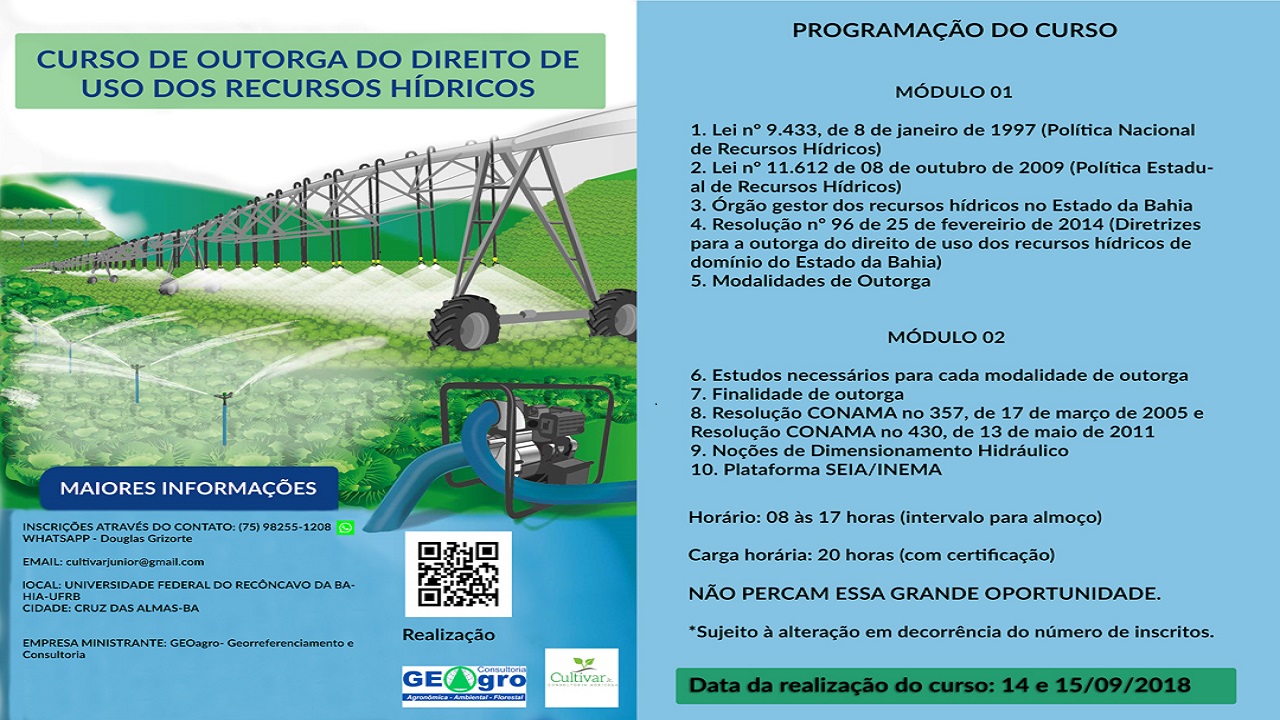 CURSO DE OUTORGA DO DIREITO DE
USO DOS RECURSOS HÍDRICOS
MAIORES INFORMAÇÕES
INSCRIÇÕES ATRAVÉS DO CONTATO: (75) 98255-1208
WHATSAPP - Douglas Grizorte
EMAIL: cultivarjunior@gmail.com
lOCAL: UNIVERSIDADE FEDERAL DO RECÔNCAVO DA BA-
HIA-UFRB
CIDADE: CRUZ DAS ALMAS-BA
EMPRESA MINISTRANTE: GEOagro- Georreferenciamento e
Consultoria
Realização
Consultoria
GEOAgro
Agronômica - Ambiental - Florestal
Cultivar Jr.
CONSULTORIA AGRÍCOLA
PROGRAMAÇÃO DO CURSO
MÓDULO 01
1. Lei nº 9.433, de 8 de janeiro de 1997 (Política Nacional
de Recursos Hídricos)
2. Lei nº 11.612 de 08 de outubro de 2009 (Política Estadu-
al de Recursos Hídricos)
3. Órgão gestor dos recursos hídricos no Estado da Bahia
4. Resolução nº 96 de 25 de fevereririo de 2014 (Diretrizes
para a outorga do direito de uso dos recursos hídricos de
domínio do Estado da Bahia)
5. Modalidades de Outorga
MÓDULO 02
6. Estudos necessários para cada modalidade de outorga
7. Finalidade de outorga
8. Resolução CONAMA no 357, de 17 de março de 2005 e
Resolução CONAMA no 430, de 13 de maio de 2011
9. Noções de Dimensionamento Hidráulico
10. Plataforma SEIA/INEMA
Horário: 08 às 17 horas (intervalo para almoço)
Carga horária: 20 horas (com certificação)
NÃO PERCAM ESSA GRANDE OPORTUNIDADE.
*Sujeito à alteração em decorrência do número de inscritos.
Data da realização do curso: 14 e 15/09/2018